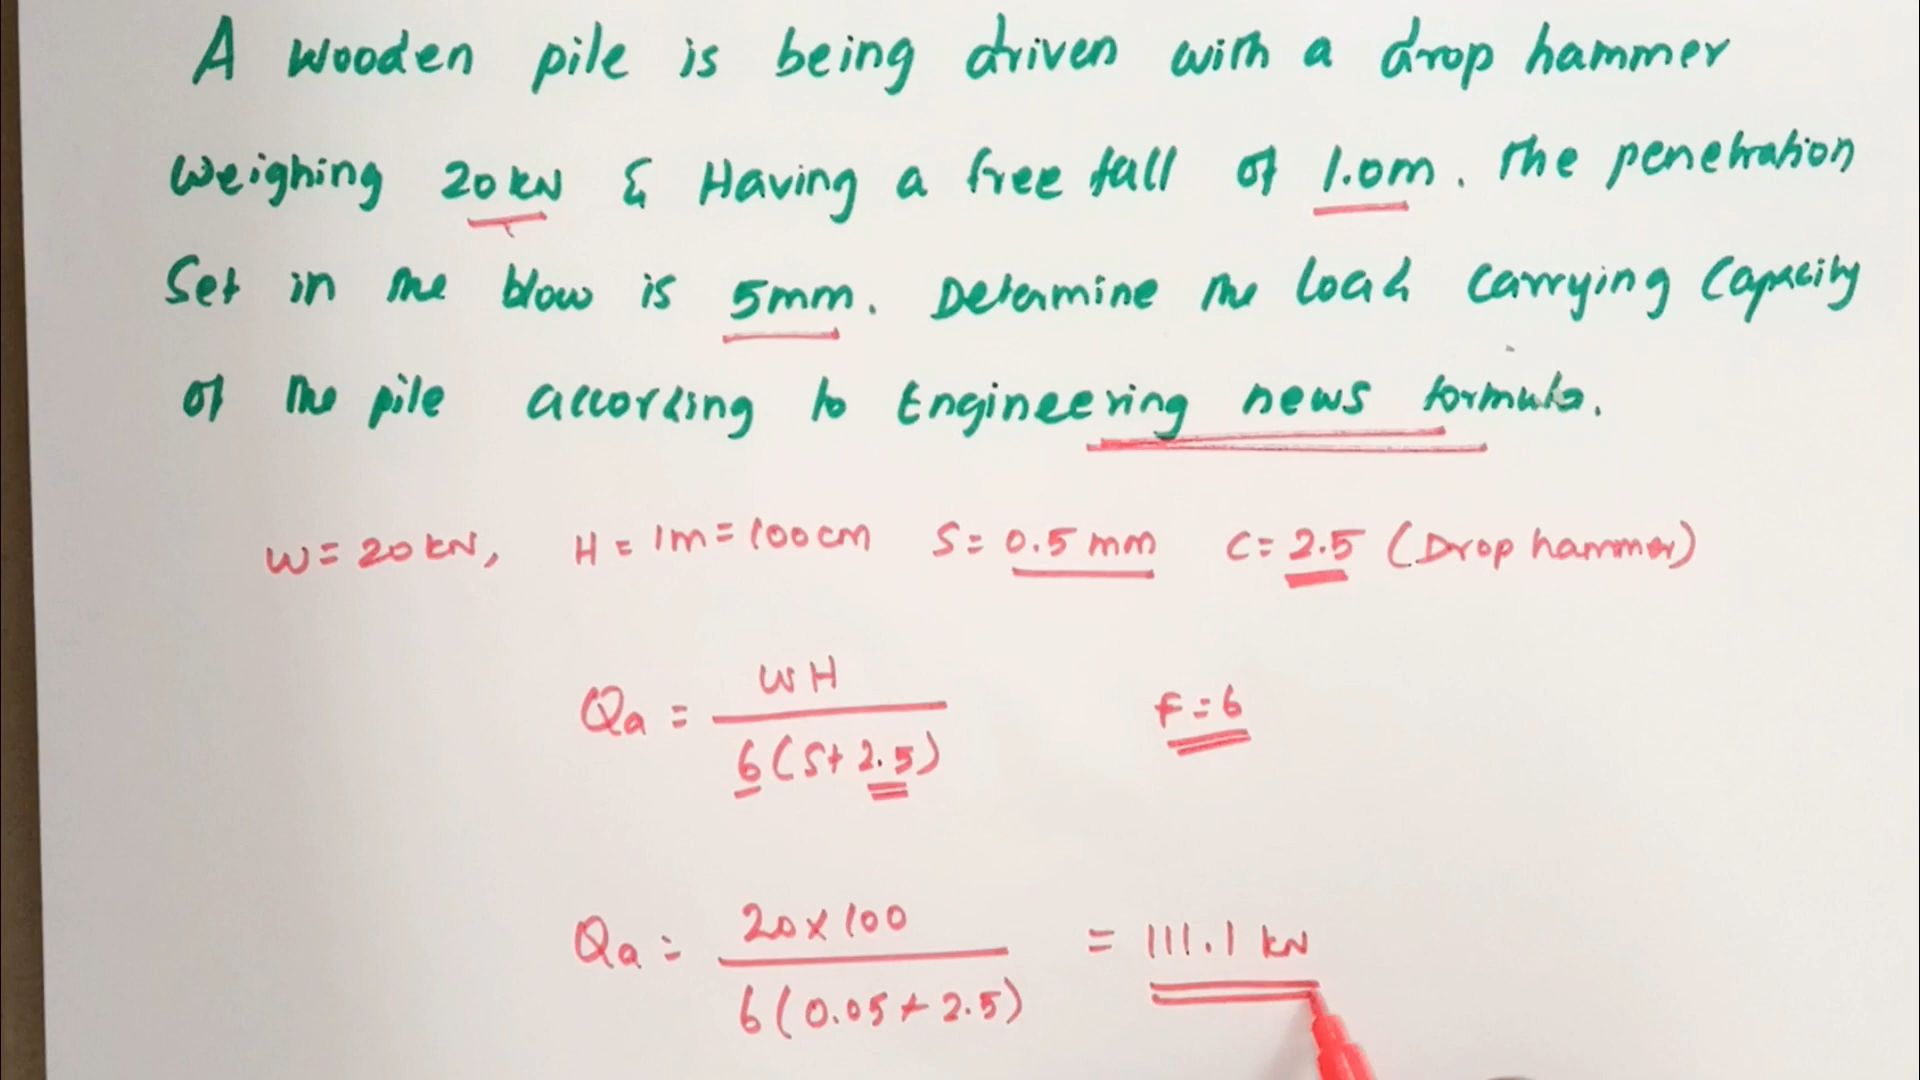 A wooden pile is being driven with a drop hammer
weighing 20 kN & Having a free fall of 1.0m. The penetration
Set in the blow is 5mm. Determine the load carrying capacity
of the pile according to Engineering news formula.
W = 20 kN, H = 1m = 100cm S = 0.5 mm C = 2.5 (Drop hammer)
Qa = WH / 6(S + 2.5) F = 6
Qa = 20 x 100 / 6(0.05 + 2.5) = 111.1 kN